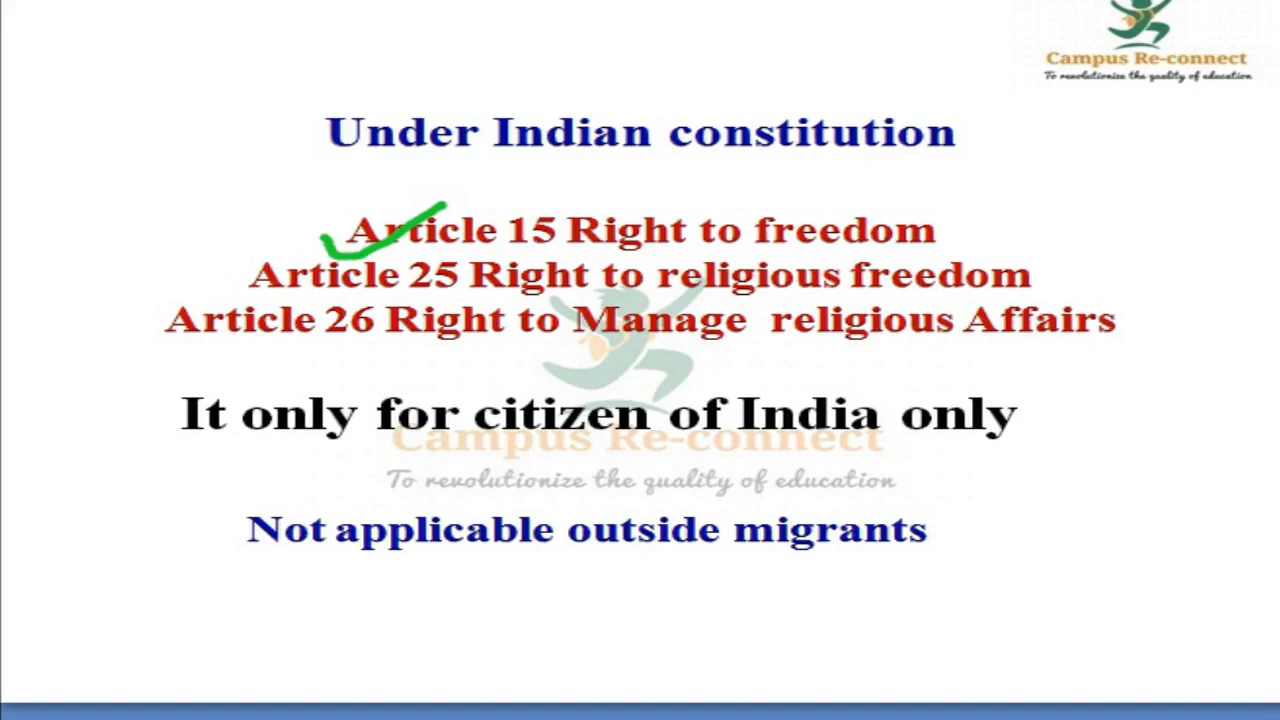 Campus Re-connect
To revolutionize the quality of education
Under Indian constitution
Article 15 Right to freedom
Article 25 Right to religious freedom
Article 26 Right to Manage religious Affairs
It only for citizen of India only
Campus Re-connect
To revolutionize the quality of education
Not applicable outside migrants